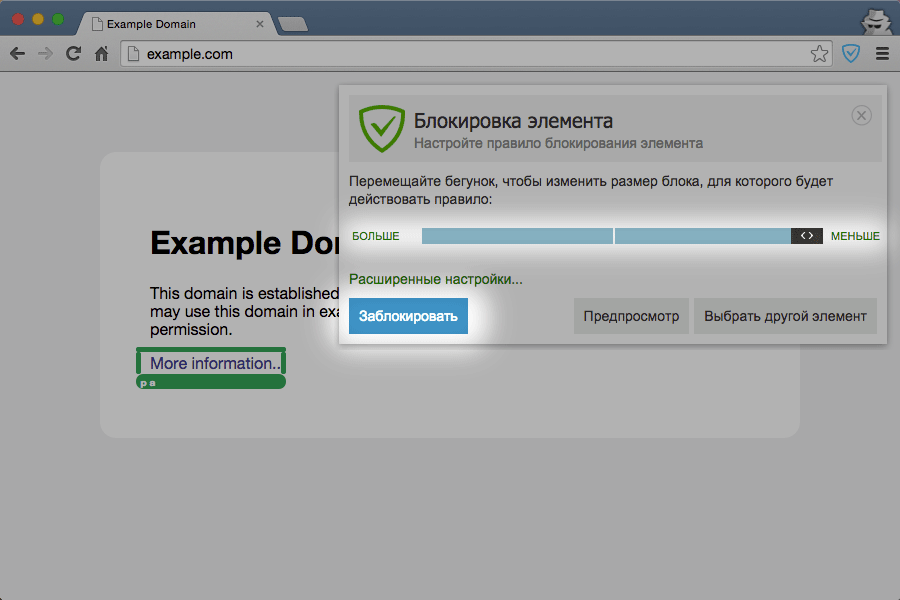 Example Domain
example.com
Блокировка элемента
Настройте правило блокирования элемента
Перемещайте бегунок, чтобы изменить размер блока, для которого будет
действовать правило:
БОЛЬШЕ
МЕНЬШЕ
Расширенные настройки...
Заблокировать
Предпросмотр
Выбрать другой элемент
Example Do
This domain is established
may use this domain in exa
permission.
More information..
p a